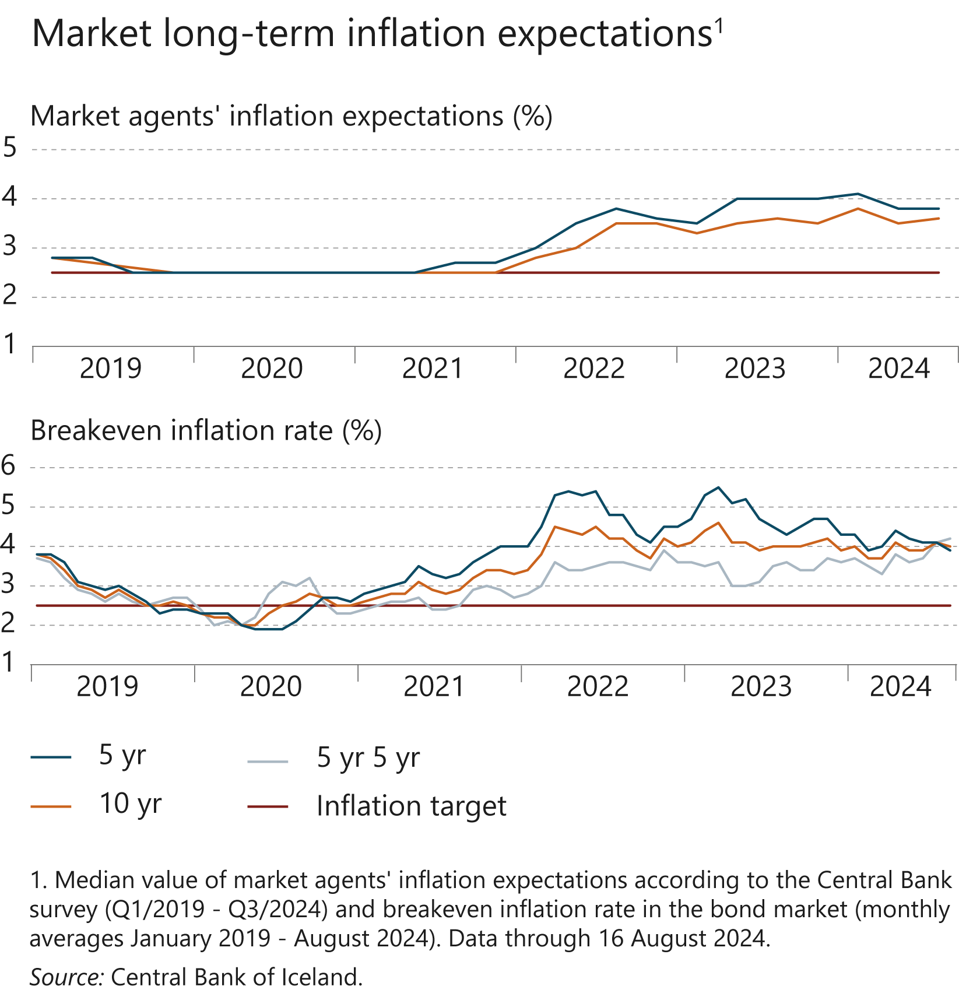 Market long-term inflation expectations¹
Market agents' inflation expectations (%)
5
4
3
2
1
2019 2020 2021 2022 2023 2024
Breakeven inflation rate (%)
6
5
4
3
2
1
2019 2020 2021 2022 2023 2024
5 yr 5 yr 5 yr
10 yr Inflation target
1. Median value of market agents' inflation expectations according to the Central Bank
survey (Q1/2019 - Q3/2024) and breakeven inflation rate in the bond market (monthly
averages January 2019 - August 2024). Data through 16 August 2024.
Source: Central Bank of Iceland.